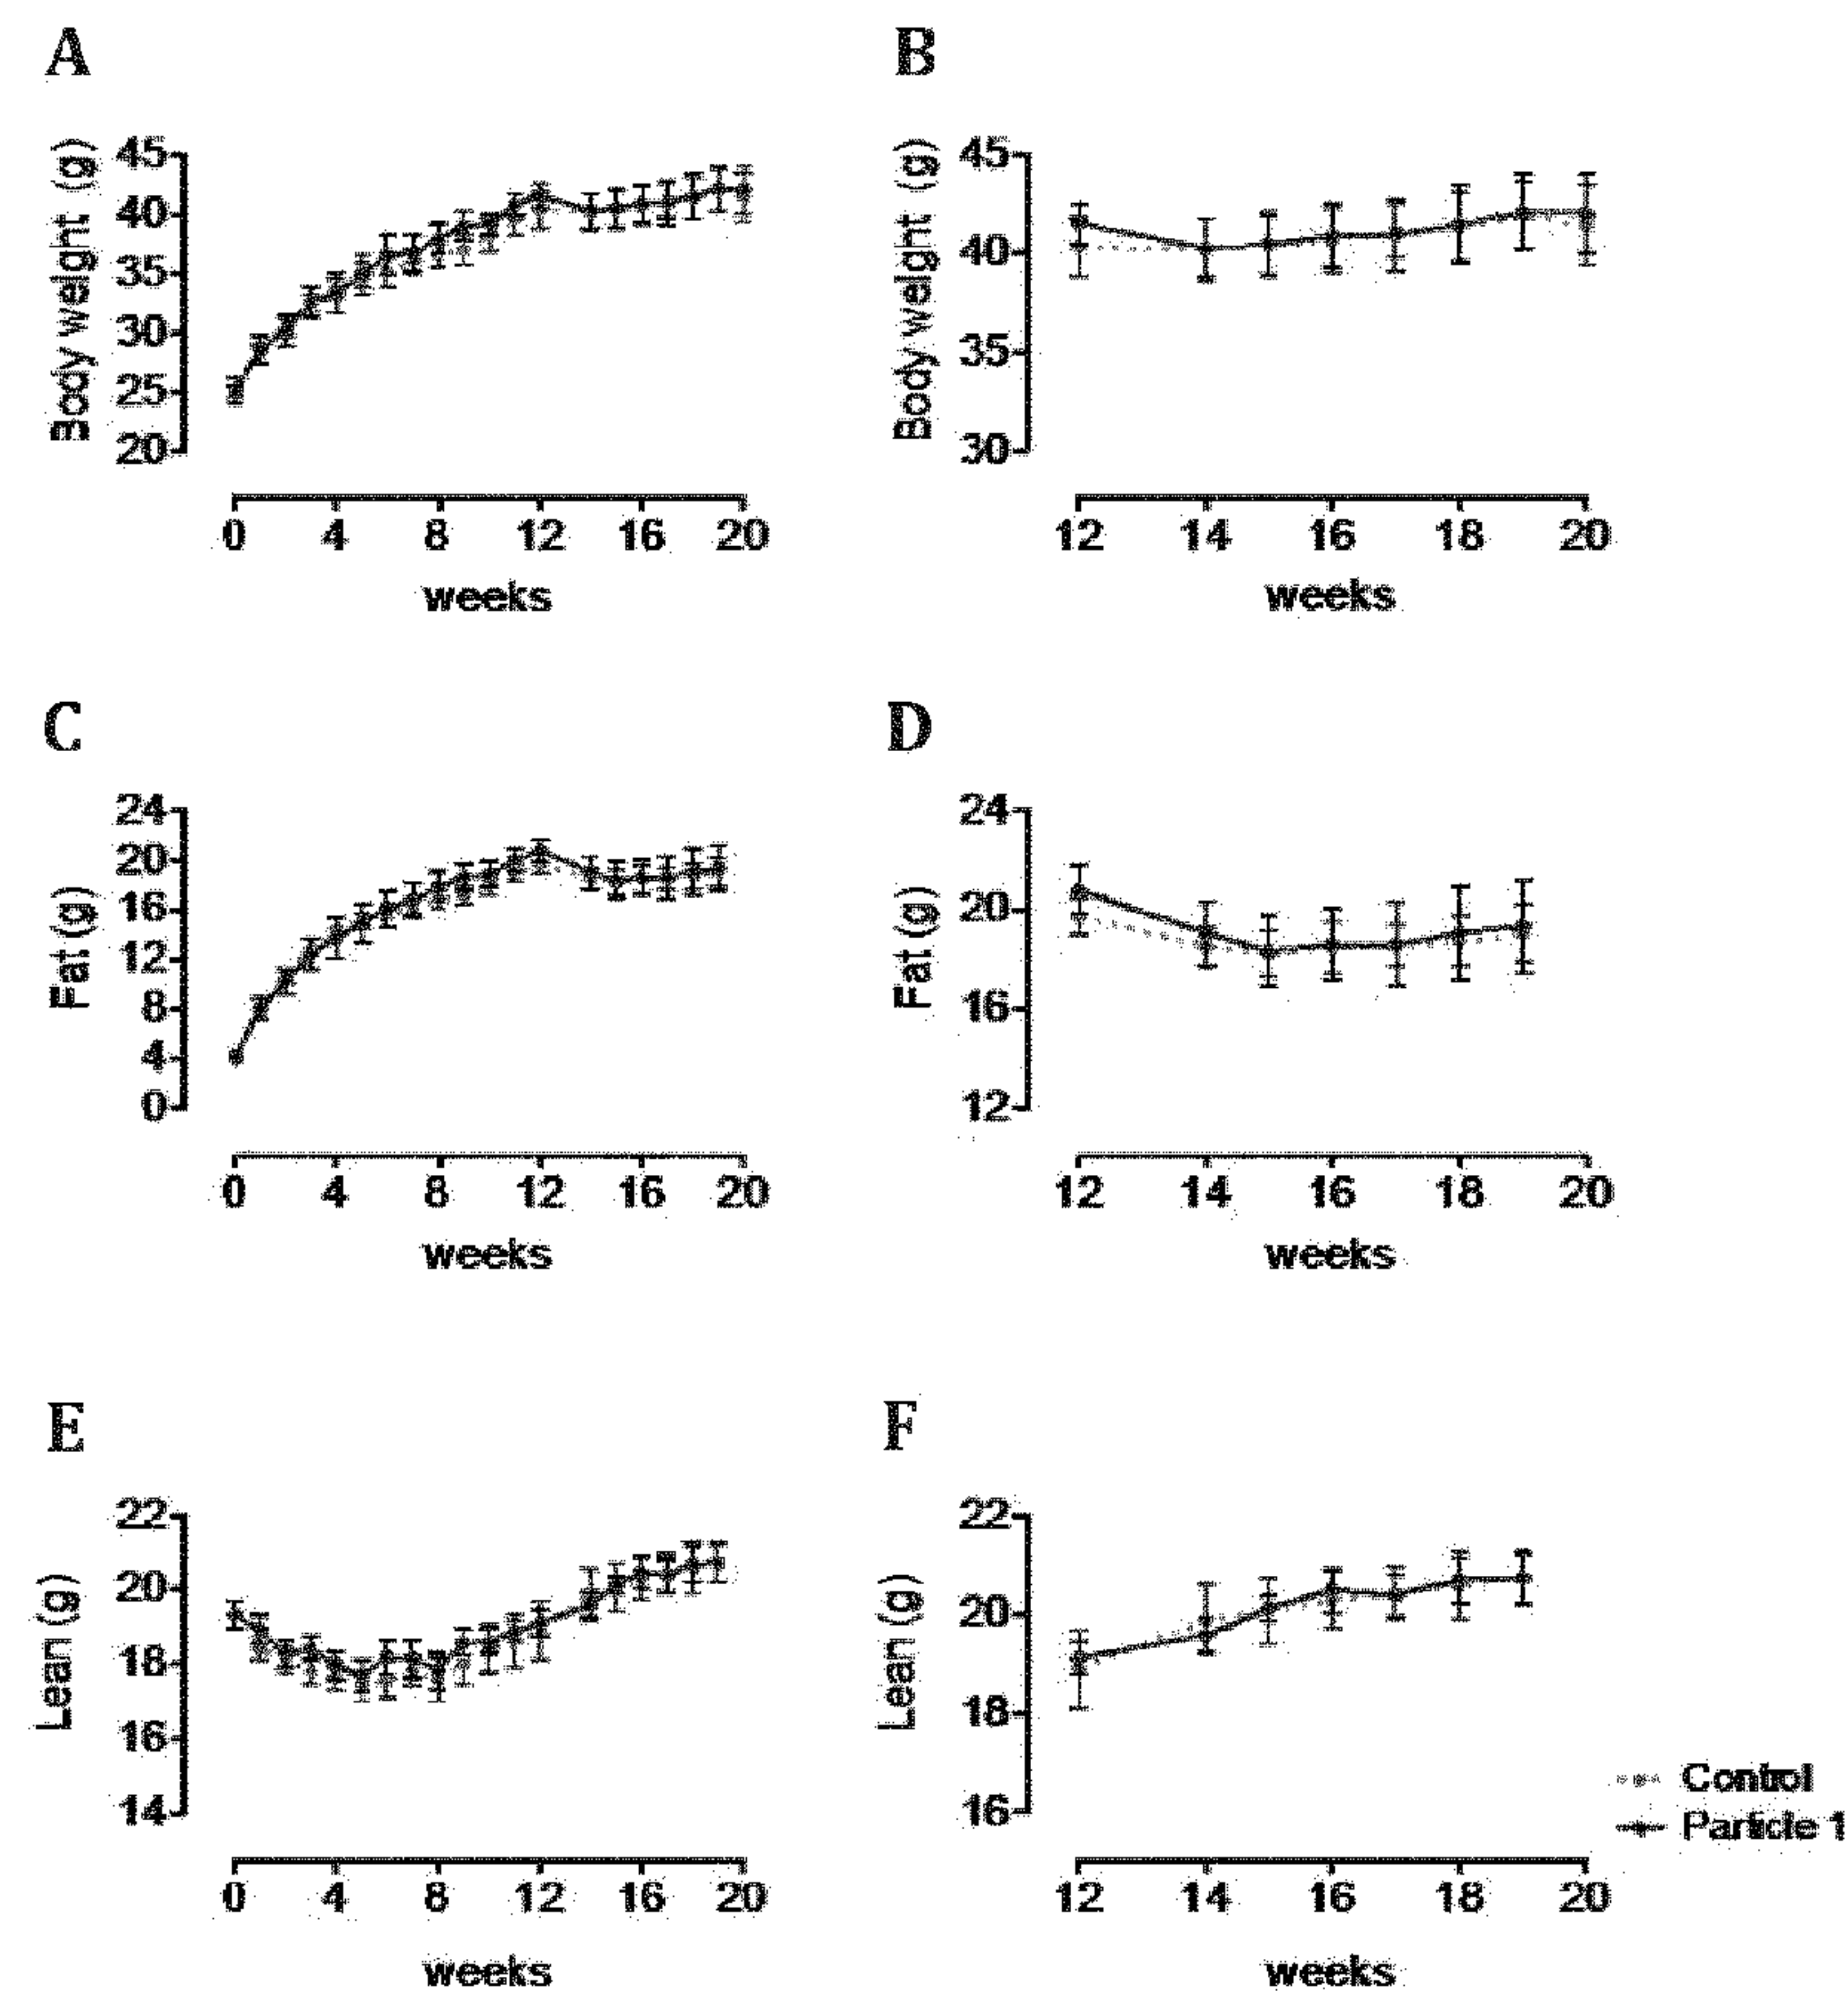 A
B
Body weight (g)
45
40
35
30
25
20
0 4 8 12 16 20
weeks
Body weight (g)
45
40
35
30
12 14 16 18 20
weeks
C
D
Fat (g)
24
20
16
12
8
4
0
0 4 8 12 16 20
weeks
Fat (g)
24
20
16
12
12 14 16 18 20
weeks
E
F
Lean (g)
22
20
18
16
14
0 4 8 12 16 20
weeks
Lean (g)
22
20
18
16
12 14 16 18 20
weeks
Control
Particle 1